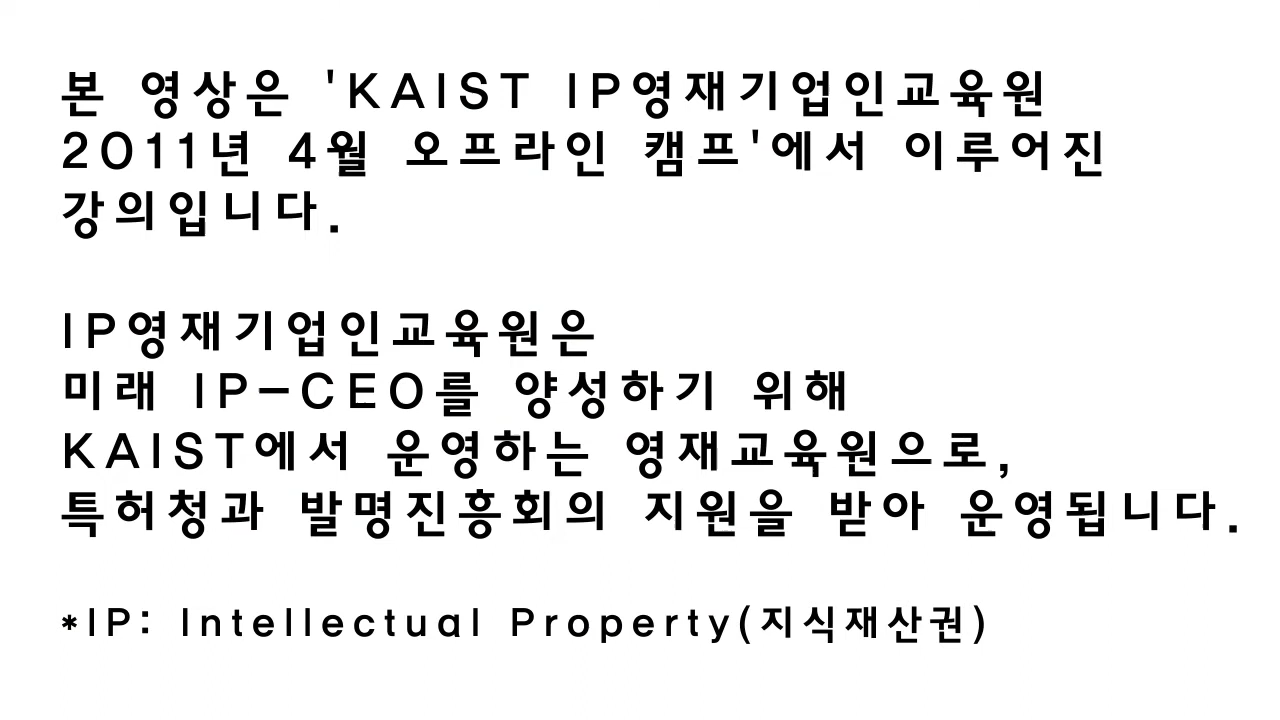 본 영상은 'KAIST IP영재기업인교육원
2011년 4월 오프라인 캠프'에서 이루어진
강의입니다.
IP영재기업인교육원은
미래 IP-CEO를 양성하기 위해
KAIST에서 운영하는 영재교육원으로,
특허청과 발명진흥회의 지원을 받아 운영됩니다.
*IP: Intellectual Property(지식재산권)